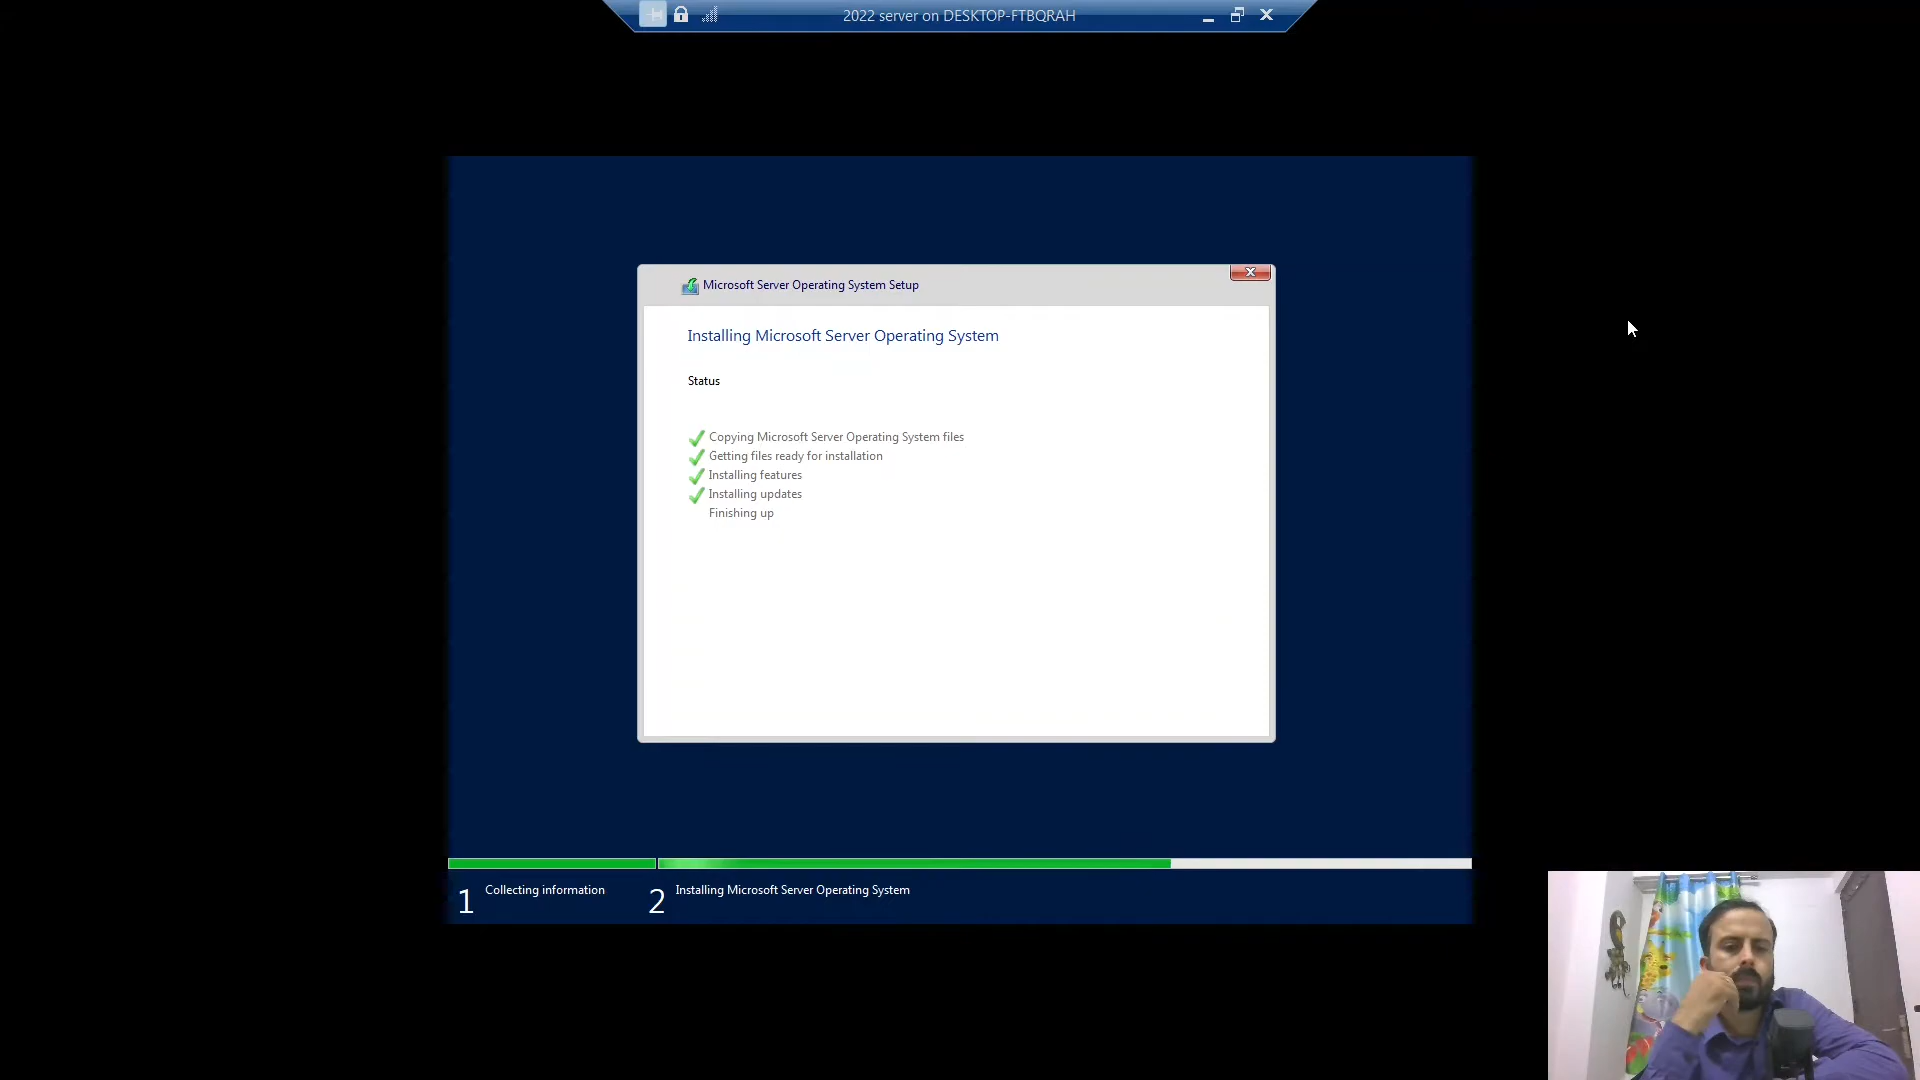 2022 server on DESKTOP-FTBQRAH
Microsoft Server Operating System Setup
Installing Microsoft Server Operating System
Status
Copying Microsoft Server Operating System files
Getting files ready for installation
Installing features
Installing updates
Finishing up
1 Collecting information
2 Installing Microsoft Server Operating System